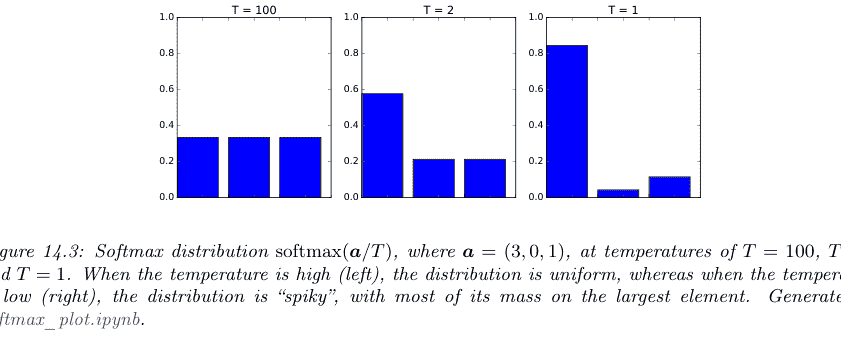 T = 100 T = 2 T = 1
1.0 1.0 1.0
0.8 0.8 0.8
0.6 0.6 0.6
0.4 0.4 0.4
0.2 0.2 0.2
0.0 0.0 0.0
gure 14.3: Softmax distribution softmax(a/T), where a = (3, 0, 1), at temperatures of T = 100, T
d T = 1. When the temperature is high (left), the distribution is uniform, whereas when the temper
low (right), the distribution is “spiky”, with most of its mass on the largest element. Generate
ftmax_plot.ipynb.